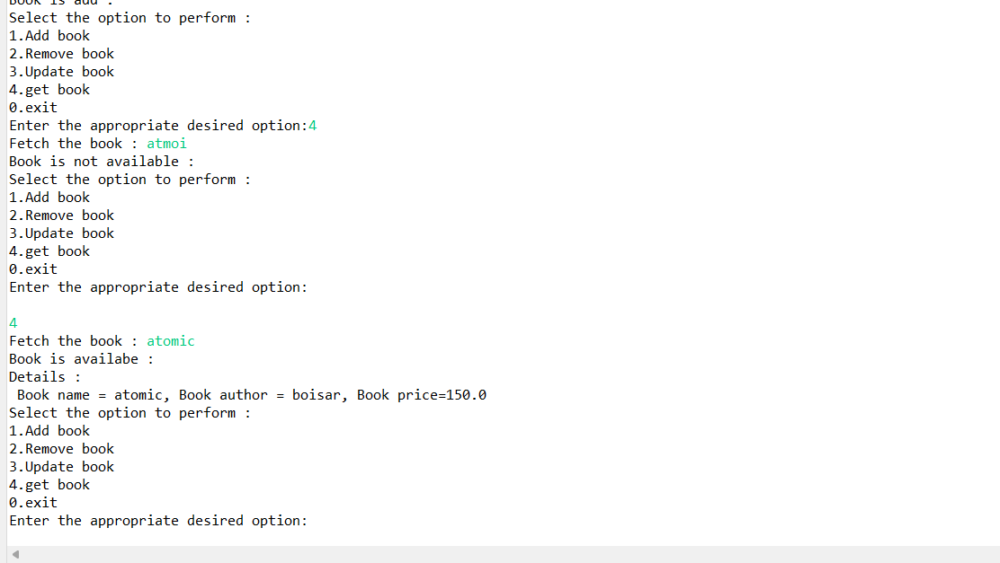 Book is add :
Select the option to perform :
1.Add book
2.Remove book
3.Update book
4.get book
0.exit
Enter the appropriate desired option:4
Fetch the book : atmoi
Book is not available :
Select the option to perform :
1.Add book
2.Remove book
3.Update book
4.get book
0.exit
Enter the appropriate desired option:
4
Fetch the book : atomic
Book is availabe :
Details :
Book name = atomic, Book author = boisar, Book price=150.0
Select the option to perform :
1.Add book
2.Remove book
3.Update book
4.get book
0.exit
Enter the appropriate desired option: